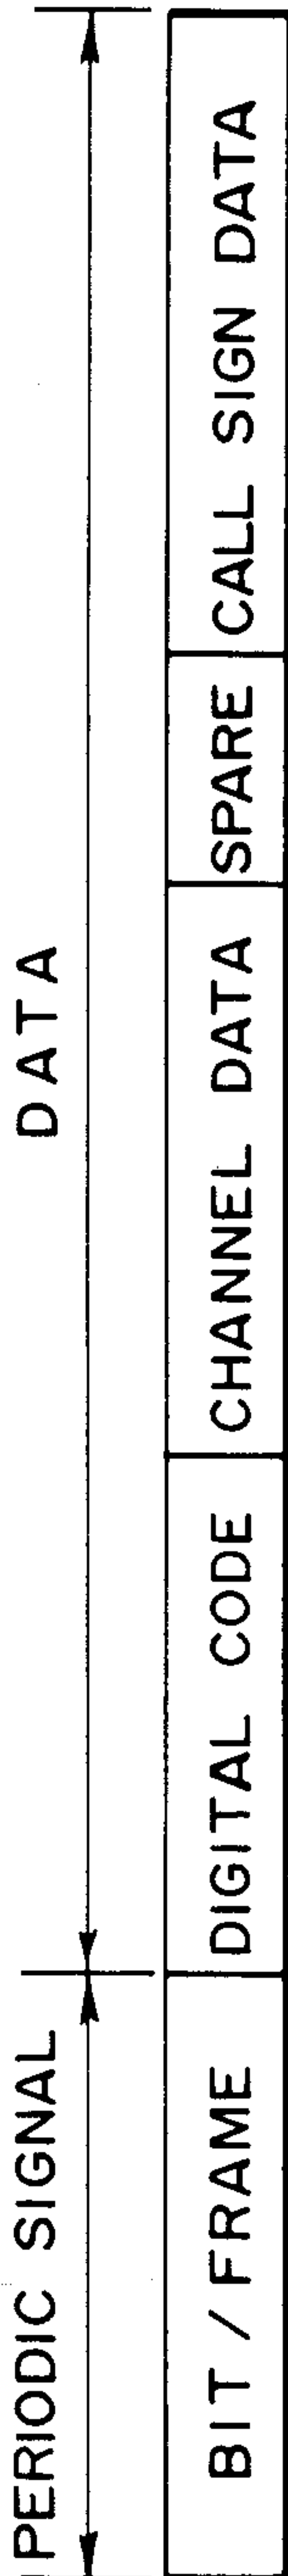 PERIODIC SIGNAL
DATA
BIT / FRAME
DIGITAL CODE
CHANNEL DATA
SPARE
CALL SIGN DATA